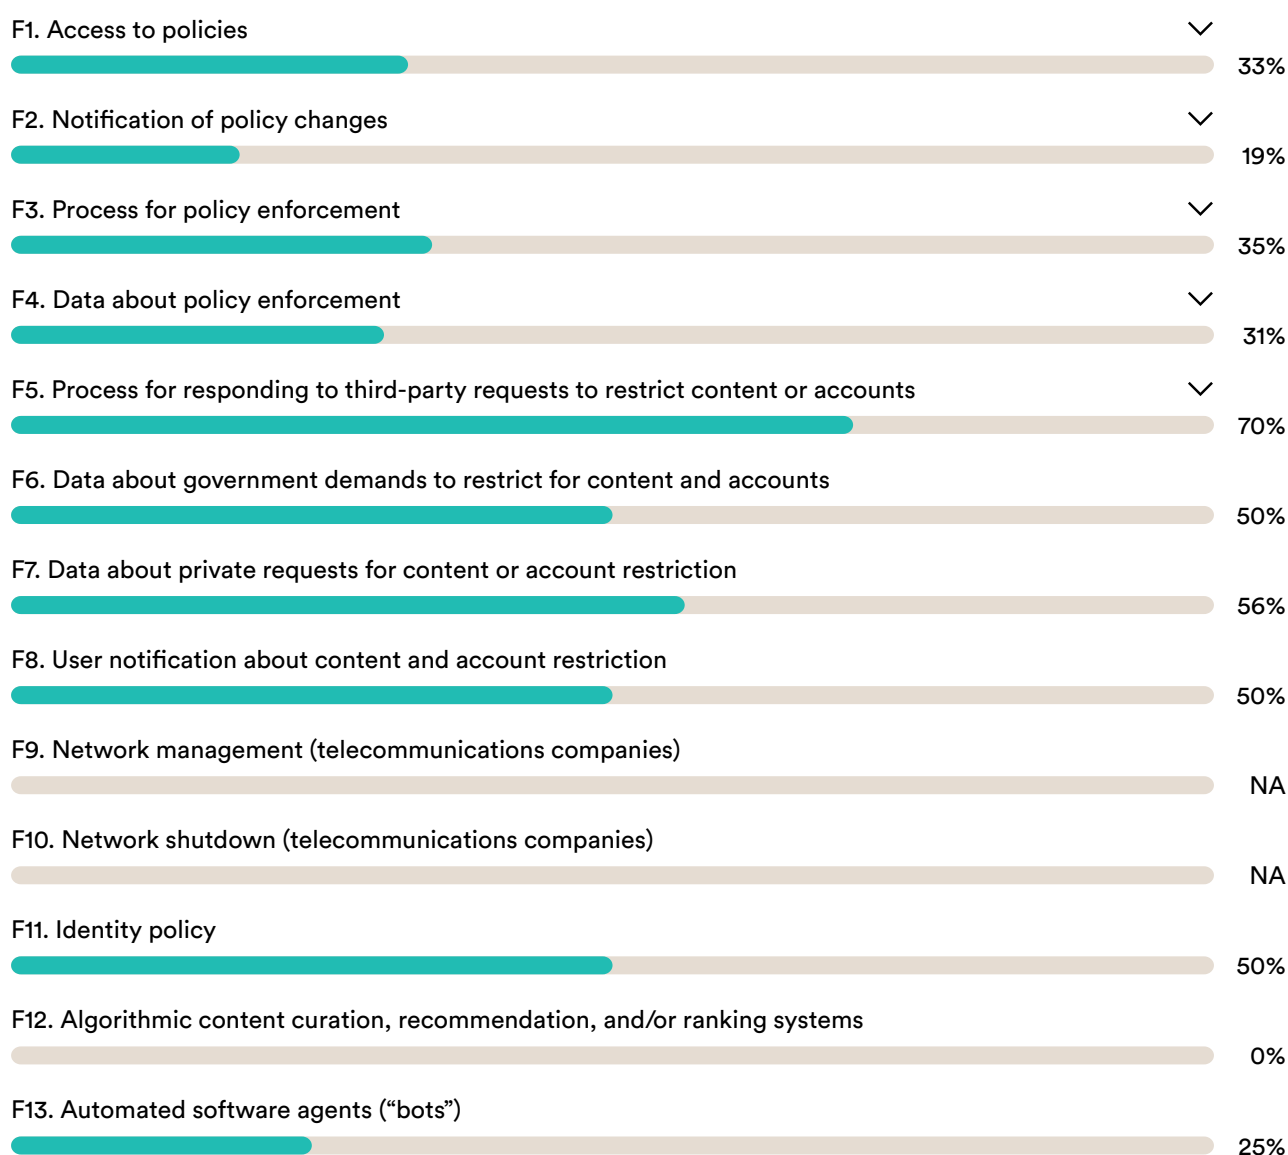 F1. Access to policies
33%
F2. Notification of policy changes
19%
F3. Process for policy enforcement
35%
F4. Data about policy enforcement
31%
F5. Process for responding to third-party requests to restrict content or accounts
70%
F6. Data about government demands to restrict for content and accounts
50%
F7. Data about private requests for content or account restriction
56%
F8. User notification about content and account restriction
50%
F9. Network management (telecommunications companies)
NA
F10. Network shutdown (telecommunications companies)
NA
F11. Identity policy
50%
F12. Algorithmic content curation, recommendation, and/or ranking systems
0%
F13. Automated software agents (“bots”)
25%